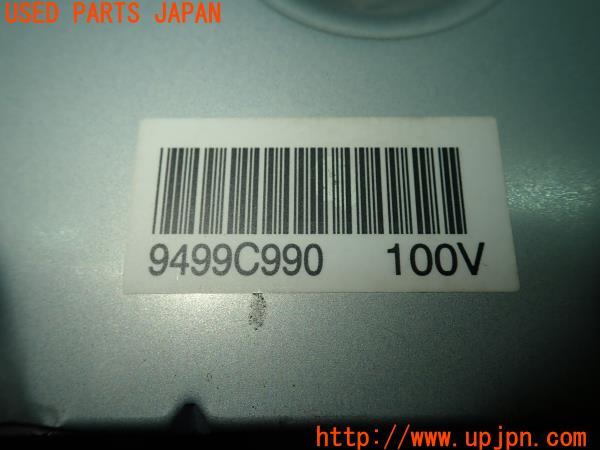 USED PARTS JAPAN
9499C990 100V
http://www.upjpn.com